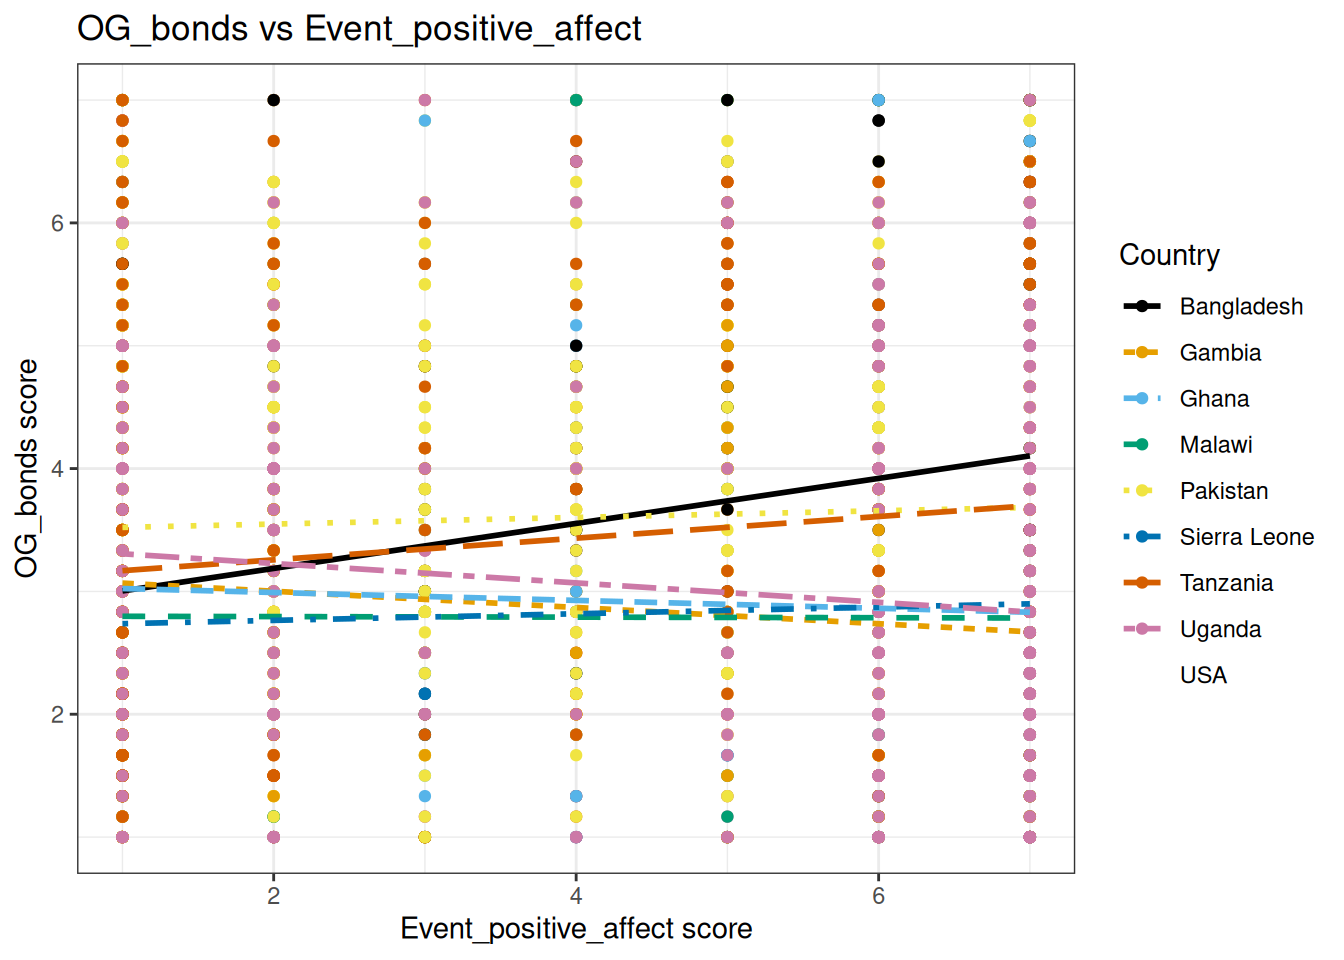 OG_bonds vs Event_positive_affect
OG_bonds score
6
4
2
2 4 6
Event_positive_affect score
Country
Bangladesh
Gambia
Ghana
Malawi
Pakistan
Sierra Leone
Tanzania
Uganda
USA